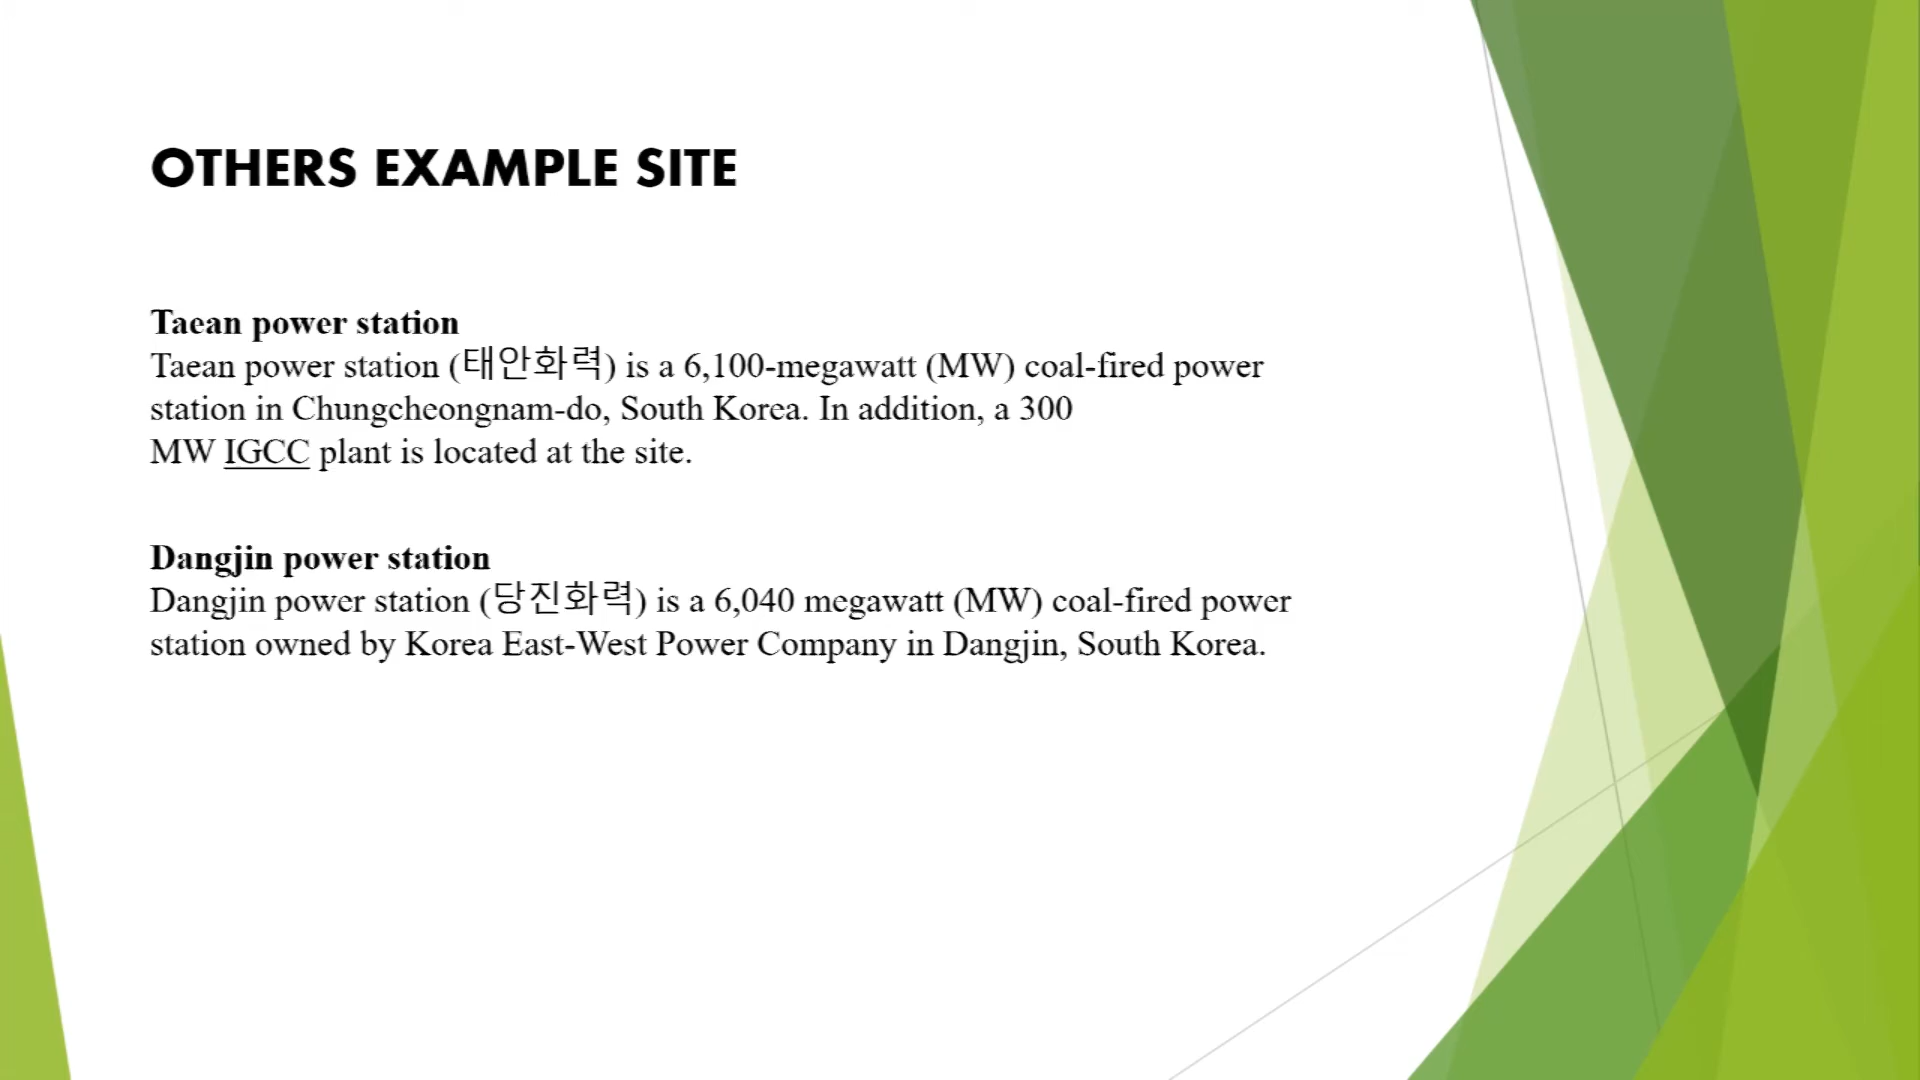 OTHERS EXAMPLE SITE
Taean power station
Taean power station (태안화력) is a 6,100-megawatt (MW) coal-fired power
station in Chungcheongnam-do, South Korea. In addition, a 300
MW IGCC plant is located at the site.
Dangjin power station
Dangjin power station (당진화력) is a 6,040 megawatt (MW) coal-fired power
station owned by Korea East-West Power Company in Dangjin, South Korea.